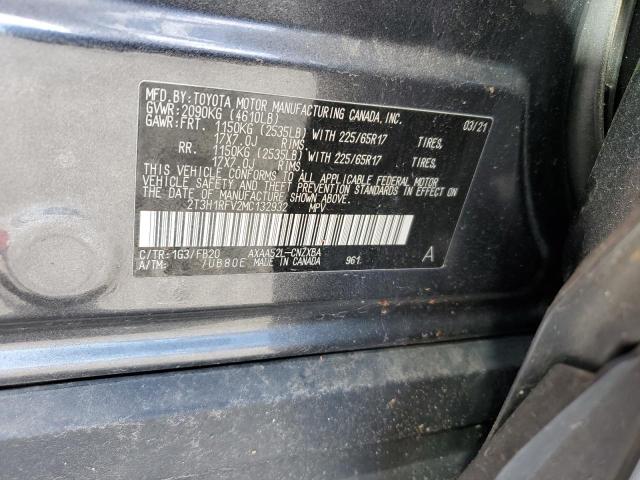 MFD. BY: TOYOTA MOTOR MANUFACTURING CANADA, INC.
GVWR: 2090KG (4610LB) 03/21
GAWR: FRT. 1150KG (2535LB) WITH 225/65R17 TIRES,
17X7.0J RIMS.
RR. 1150KG (2535LB) WITH 225/65R17 TIRES,
17X7.0J RIMS.
THIS VEHICLE CONFORMS TO ALL APPLICABLE FEDERAL MOTOR
VEHICLE SAFETY AND THEFT PREVENTION STANDARDS IN EFFECT
ON THE DATE OF MANUFACTURE SHOWN ABOVE.
2T3H1RFV2MC132932 MPV
C/TR: 1G3/FB20 AXAA52L-CNZXBA A
A/TM: /UB80E MADE IN CANADA 961.